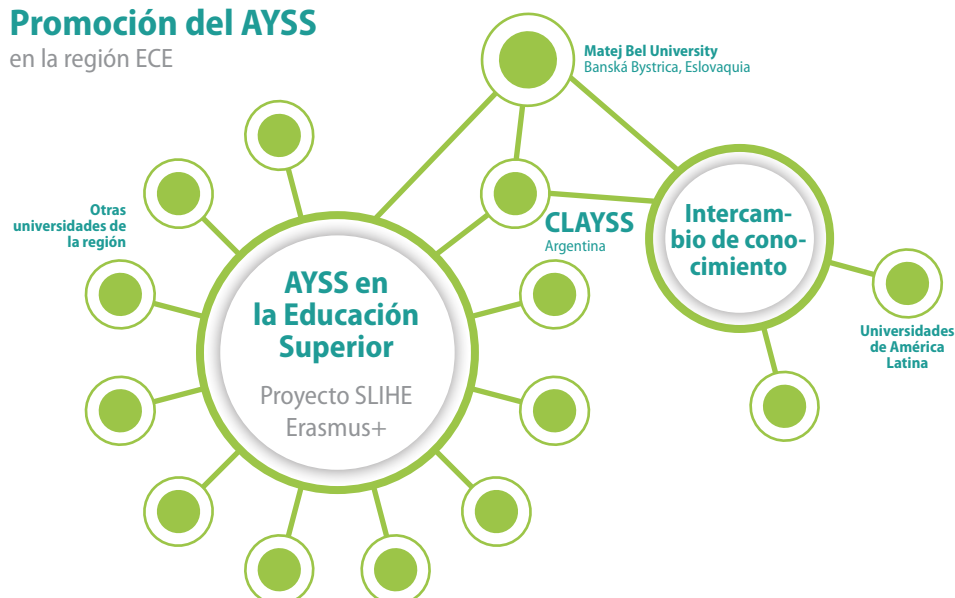 Promoción del AYSS
en la región ECE
Matej Bel University
Banská Bystrica, Eslovaquia
Otras
universidades de
la región
CLAYSS
Argentina
Intercam-
bio de cono-
cimiento
AYSS en
la Educación
Superior
Proyecto SLIHE
Erasmus+
Universidades
de América
Latina